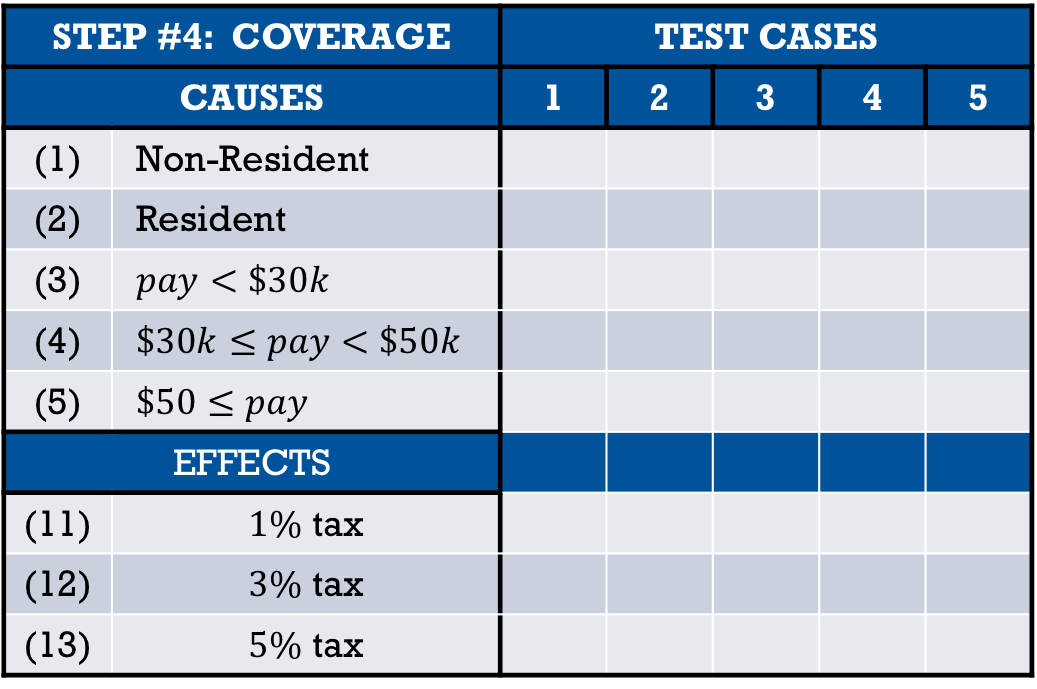 STEP #4: COVERAGE TEST CASES
CAUSES 1 2 3 4 5
(1) Non-Resident
(2) Resident
(3) pay < $30k
(4) $30k ≤ pay < $50k
(5) $50 ≤ pay
EFFECTS
(11) 1% tax
(12) 3% tax
(13) 5% tax